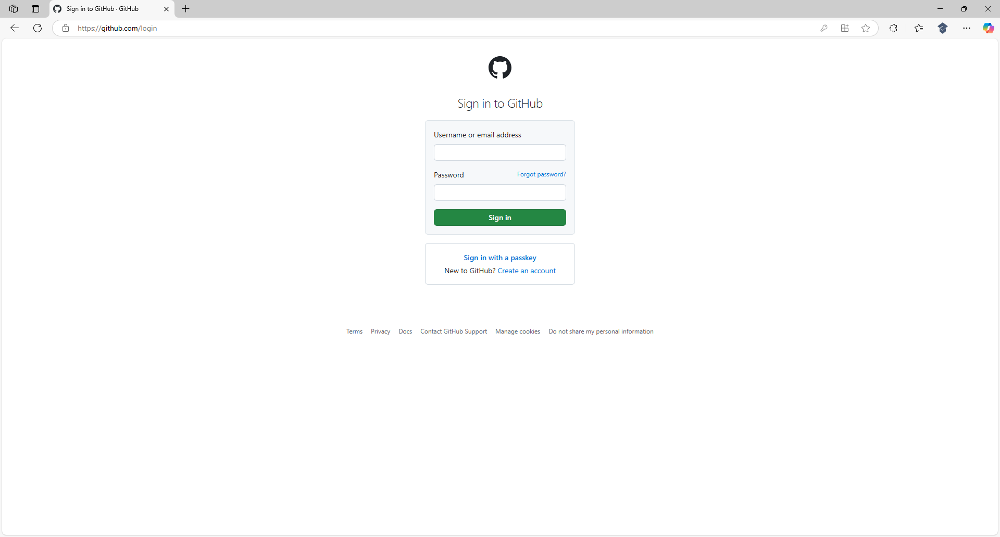 Sign in to GitHub · GitHub
https://github.com/login
Sign in to GitHub
Username or email address
Password Forgot password?
Sign in
Sign in with a passkey
New to GitHub? Create an account
Terms Privacy Docs Contact GitHub Support Manage cookies Do not share my personal information